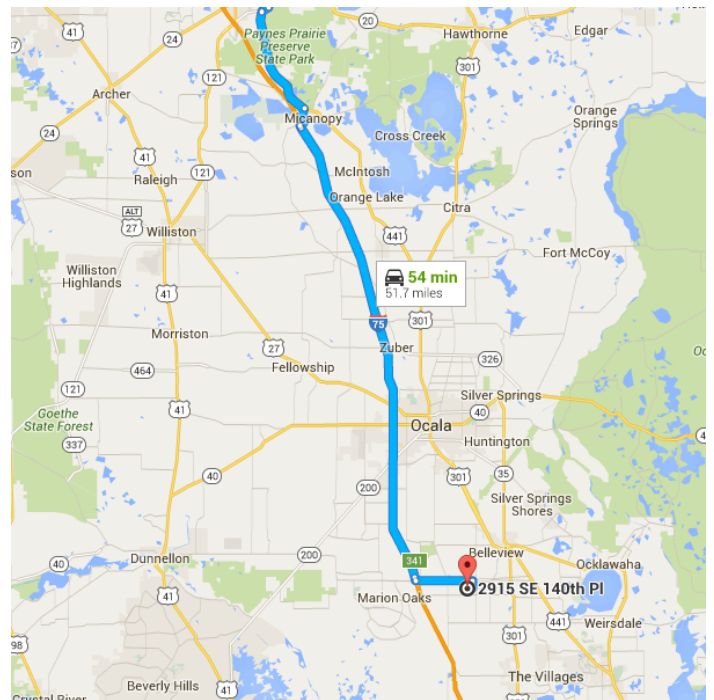 41
24
121
Paynes Prairie
Preserve
State Park
20
Hawthorne
Edgar
Archer
301
Orange
Springs
Micanopy
Cross Creek
24
41
121
McIntosh
Raleigh
Orange Lake
Citra
ALT
27
Williston
441
Fort McCoy
Williston
Highlands
54 min
51.7 miles
41
75
301
Morriston
27
Zuber
326
464
Fellowship
121
Silver Springs
Goethe
State Forest
41
40
Ocala
337
Huntington
40
200
301
35
Silver Springs
Shores
40
Dunnellon
200
341
Belleview
Ocklawaha
2915 SE 140th Pl
41
Marion Oaks
301
441
Weirsdale
98
Beverly Hills
The Villages